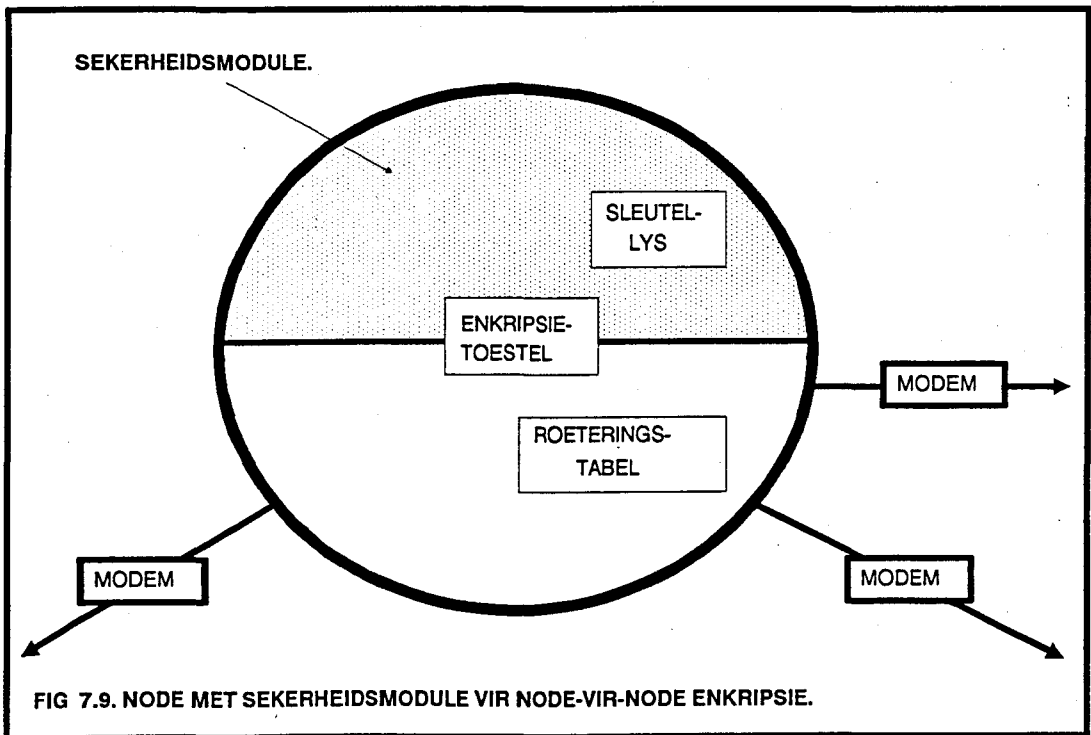 SEKERHEIDSMODULE.
SLEUTEL-
LYS
ENKRIPSIE-
TOESTEL
MODEM
ROETERINGS-
TABEL
MODEM
MODEM
FIG 7.9. NODE MET SEKERHEIDSMODULE VIR NODE-VIR-NODE ENKRIPSIE.